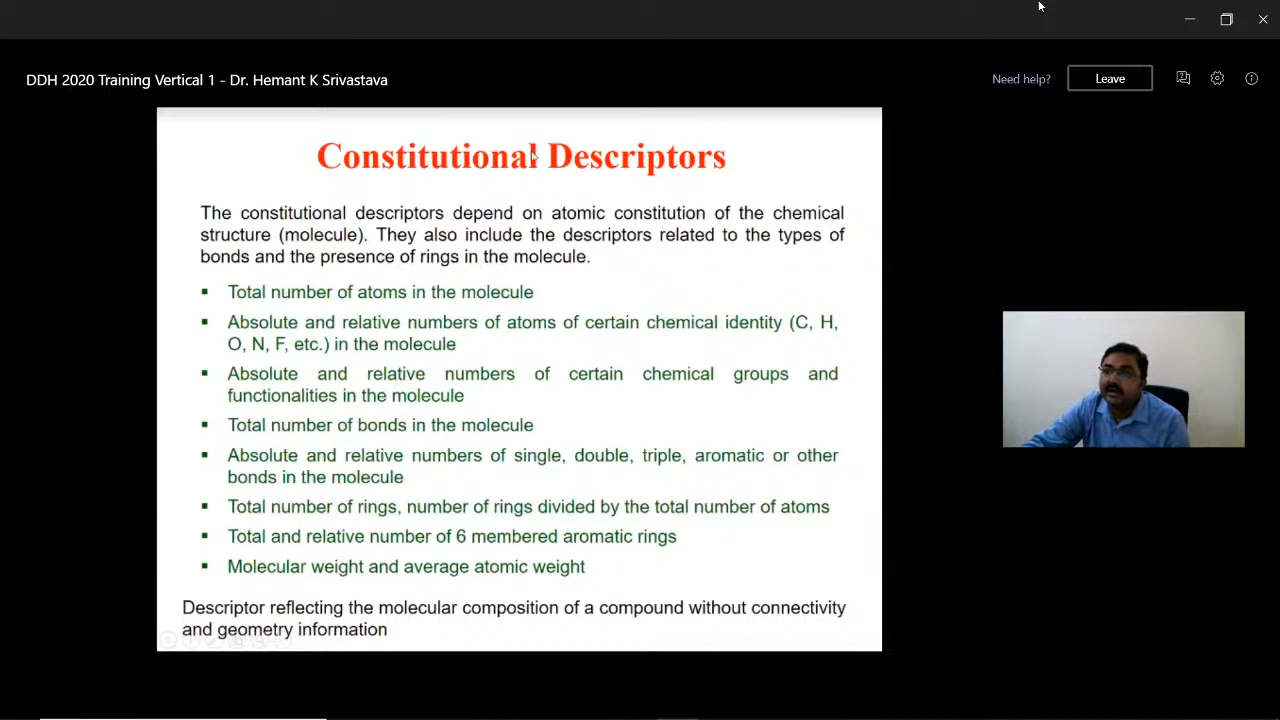 DDH 2020 Training Vertical 1 - Dr. Hemant K Srivastava
Need help?
Leave
Constitutional Descriptors
The constitutional descriptors depend on atomic constitution of the chemical
structure (molecule). They also include the descriptors related to the types of
bonds and the presence of rings in the molecule.
▪ Total number of atoms in the molecule
▪ Absolute and relative numbers of atoms of certain chemical identity (C, H,
O, N, F, etc.) in the molecule
▪ Absolute and relative numbers of certain chemical groups and
functionalities in the molecule
▪ Total number of bonds in the molecule
▪ Absolute and relative numbers of single, double, triple, aromatic or other
bonds in the molecule
▪ Total number of rings, number of rings divided by the total number of atoms
▪ Total and relative number of 6 membered aromatic rings
▪ Molecular weight and average atomic weight
Descriptor reflecting the molecular composition of a compound without connectivity
and geometry information